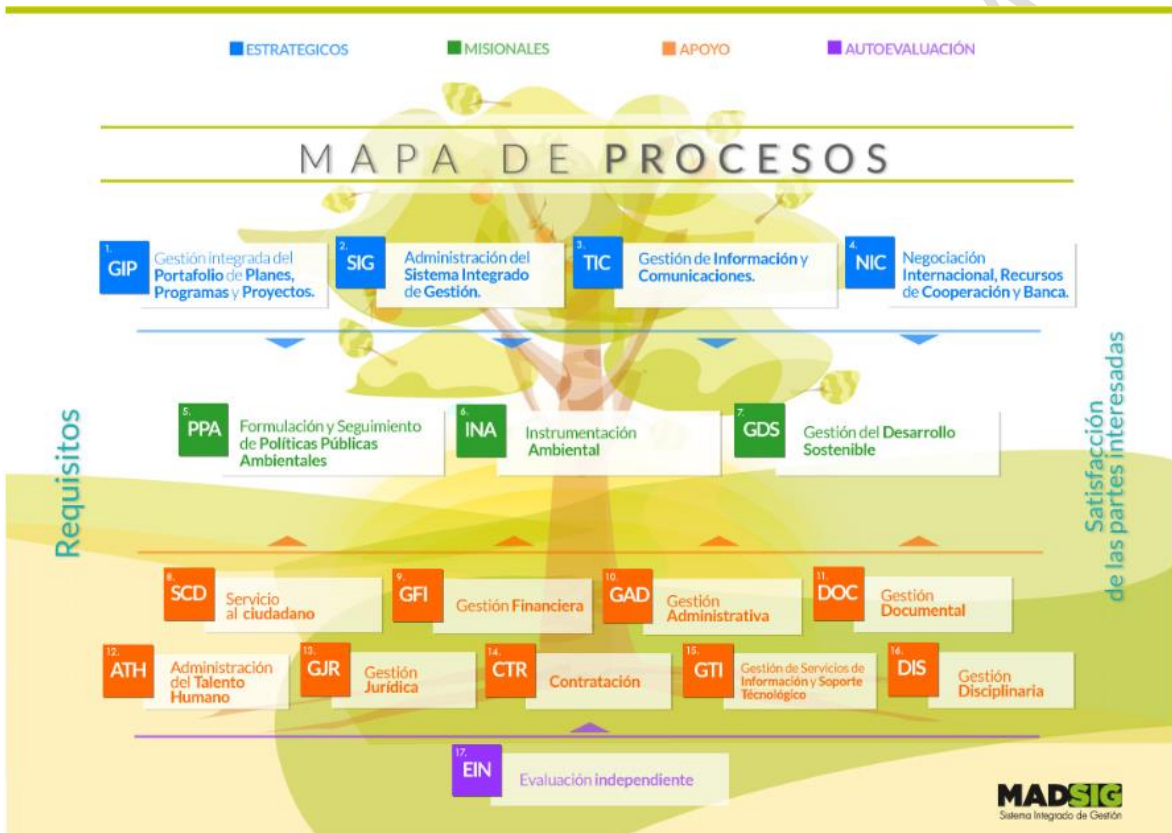 ESTRATEGICOS
MISIONALES
APOYO
AUTOEVALUACIÓN
MAPA DE PROCESOS
1.
GIP
Gestión integrada del
Portafolio de Planes,
Programas y Proyectos.
2.
SIG
Administración del
Sistema Integrado
de Gestión.
3.
TIC
Gestión de Información y
Comunicaciones.
4.
NIC
Negociación
Internacional, Recursos
de Cooperación y Banca.
Requisitos
5.
PPA
Formulación y Seguimiento
de Políticas Públicas
Ambientales
6.
INA
Instrumentación
Ambiental
7.
GDS
Gestión del Desarrollo
Sostenible
Satisfacción
de las partes interesadas
8.
SCD
Servicio
al ciudadano
9.
GFI
Gestión Financiera
10.
GAD
Gestión
Administrativa
11.
DOC
Gestión
Documental
12.
ATH
Administración
del Talento
Humano
13.
GJR
Gestión
Jurídica
14.
CTR
Contratación
15.
GTI
Gestión de Servicios de
Información y Soporte
Técnológico
16.
DIS
Gestión
Disciplinaria
17.
EIN
Evaluación independiente
MADSIG
Sistema Integrado de Gestión